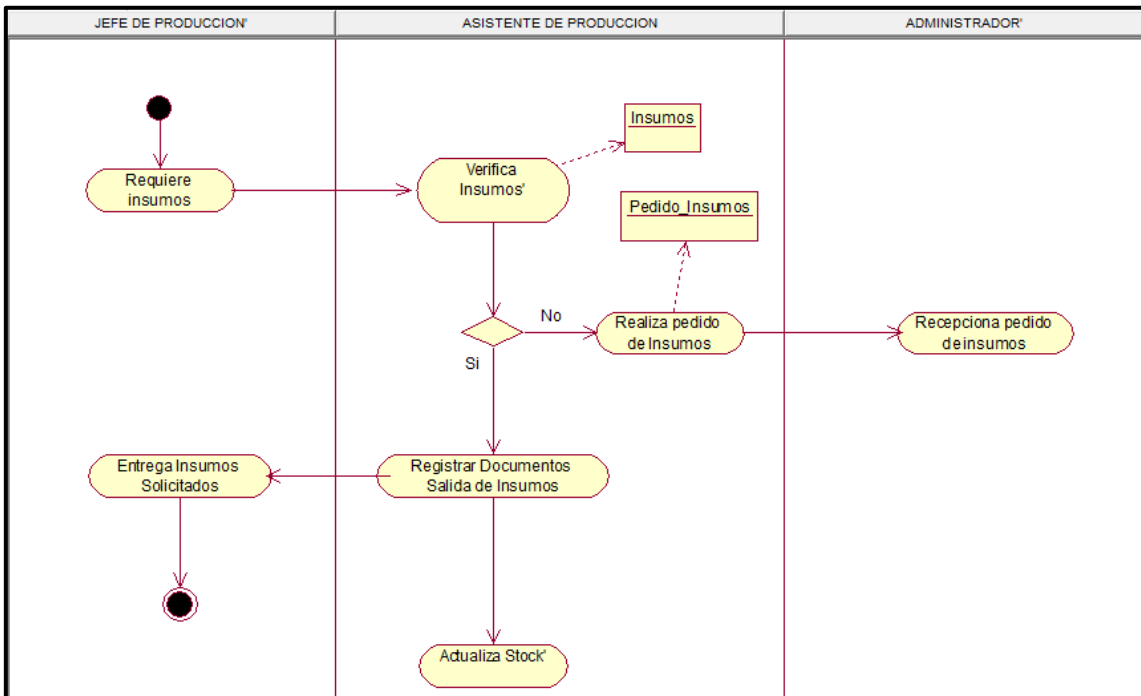 JEFE DE PRODUCCION'
ASISTENTE DE PRODUCCION
ADMINISTRADOR'
Insumos
Verifica
Insumos'
Requiere
insumos
Pedido_Insumos
No
Realiza pedido
de Insumos
Recepciona pedido
de insumos
Si
Entrega Insumos
Solicitados
Registrar Documentos
Salida de Insumos
Actualiza Stock'